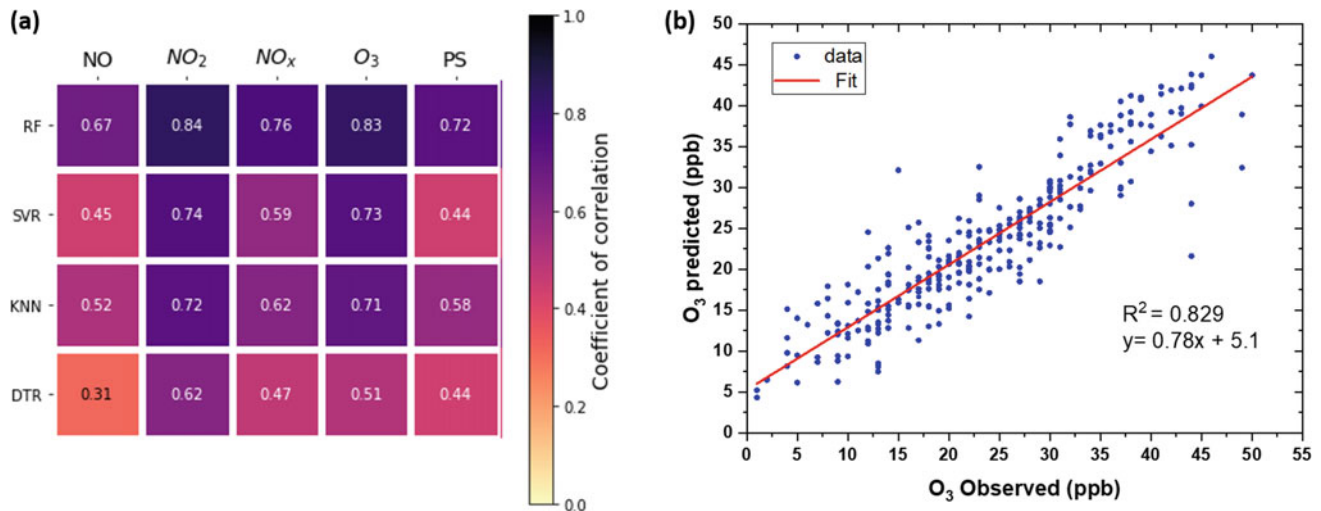 (a)
NO NO₂ NOₓ O₃ PS
RF 0.67 0.84 0.76 0.83 0.72
SVR 0.45 0.74 0.59 0.73 0.44
KNN 0.52 0.72 0.62 0.71 0.58
DTR 0.31 0.62 0.47 0.51 0.44
1.0
0.8
0.6
0.4
0.2
0.0
Coefficient of correlation
(b)
O₃ predicted (ppb)
50
45
40
35
30
25
20
15
10
5
0
data
Fit
R² = 0.829
y= 0.78x + 5.1
0 5 10 15 20 25 30 35 40 45 50 55
O₃ Observed (ppb)